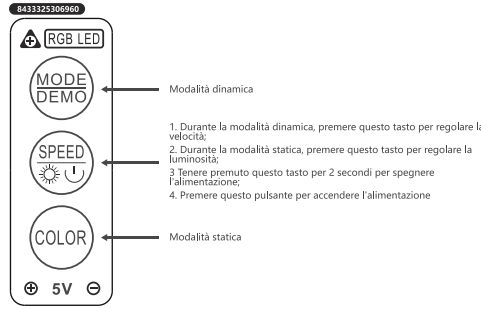 8433325306960
RGB LED
MODE
DEMO
Modalità dinamica
SPEED
1. Durante la modalità dinamica, premere questo tasto per regolare la
velocità;
2. Durante la modalità statica, premere questo tasto per regolare la
luminosità;
3 Tenere premuto questo tasto per 2 secondi per spegnere
l'alimentazione;
4. Premere questo pulsante per accendere l'alimentazione
COLOR
Modalità statica
5V